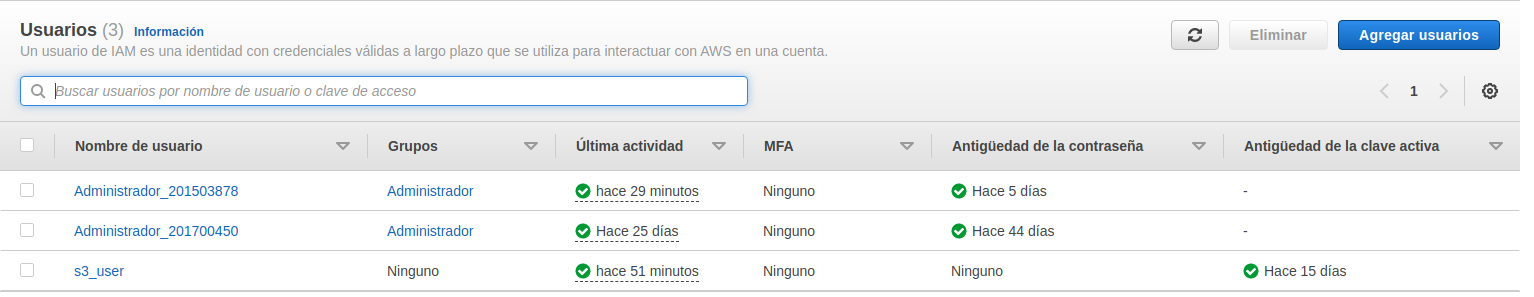 Usuarios (3) Información
Un usuario de IAM es una identidad con credenciales válidas a largo plazo que se utiliza para interactuar con AWS en una cuenta.
Eliminar
Agregar usuarios
Buscar usuarios por nombre de usuario o clave de acceso
1
Nombre de usuario Grupos Última actividad MFA Antigüedad de la contraseña Antigüedad de la clave activa
Administrador_201503878 Administrador hace 29 minutos Ninguno Hace 5 días -
Administrador_201700450 Administrador Hace 25 días Ninguno Hace 44 días -
s3_user Ninguno hace 51 minutos Ninguno Ninguno Hace 15 días